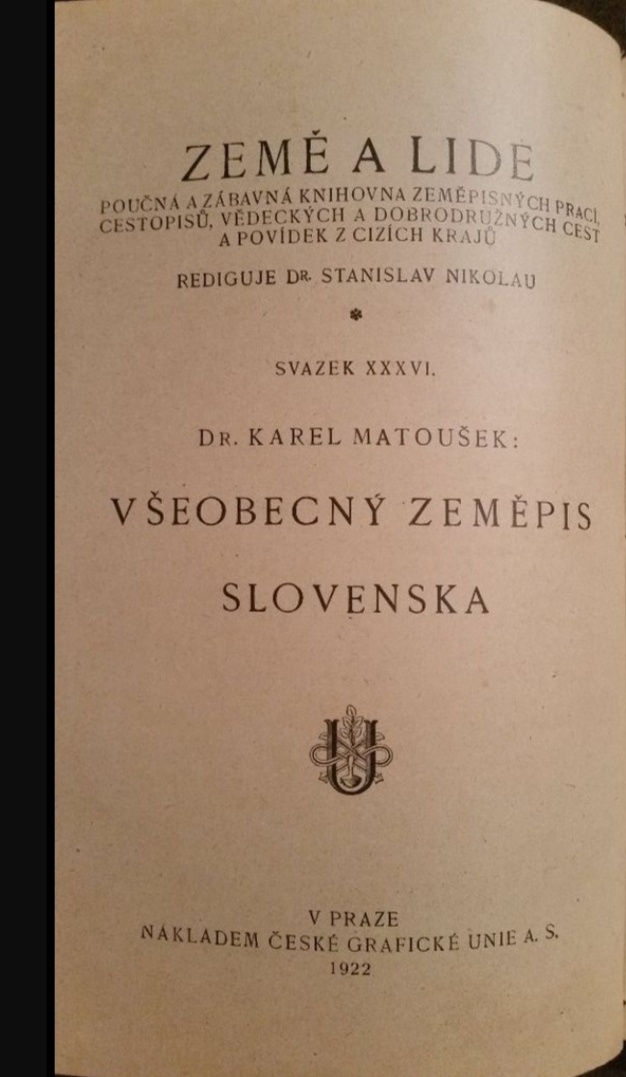 ZEMĚ A LIDÉ
POUČNÁ A ZÁBAVNÁ KNIHOVNA ZEMĚPISNÝCH PRACÍ,
CESTOPISŮ, VĚDECKÝCH A DOBRODRUŽNÝCH CEST
A POVÍDEK Z CIZÍCH KRAJŮ
REDIGUJE DR. STANISLAV NIKOLAU
SVAZEK XXXVI.
DR. KAREL MATOUŠEK:
VŠEOBECNÝ ZEMĚPIS
SLOVENSKA
U
V PRAZE
NÁKLADEM ČESKÉ GRAFICKÉ UNIE A. S.
1922